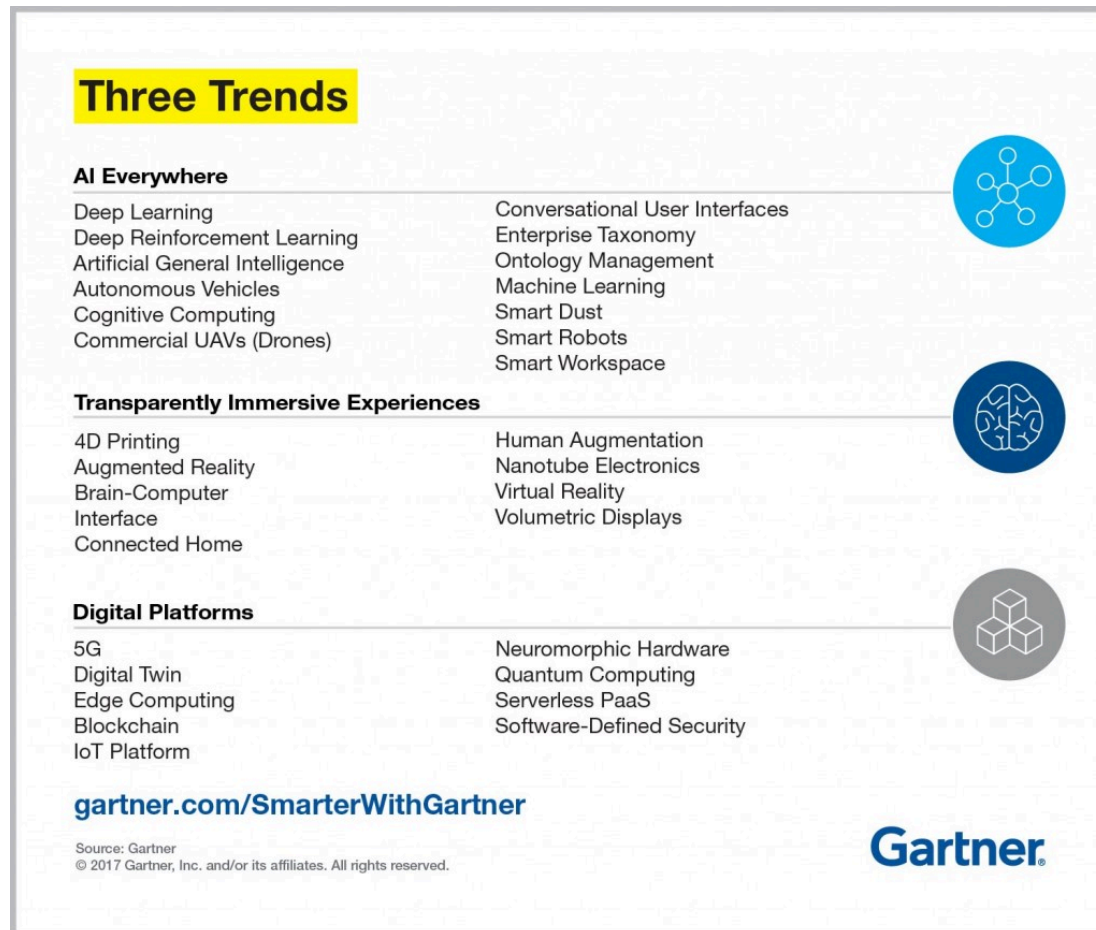 Three Trends
AI Everywhere
Deep Learning
Deep Reinforcement Learning
Artificial General Intelligence
Autonomous Vehicles
Cognitive Computing
Commercial UAVs (Drones)
Conversational User Interfaces
Enterprise Taxonomy
Ontology Management
Machine Learning
Smart Dust
Smart Robots
Smart Workspace
Transparently Immersive Experiences
4D Printing
Augmented Reality
Brain-Computer
Interface
Connected Home
Human Augmentation
Nanotube Electronics
Virtual Reality
Volumetric Displays
Digital Platforms
5G
Digital Twin
Edge Computing
Blockchain
IoT Platform
Neuromorphic Hardware
Quantum Computing
Serverless PaaS
Software-Defined Security
gartner.com/SmarterWithGartner
Source: Gartner
© 2017 Gartner, Inc. and/or its affiliates. All rights reserved.
Gartner®